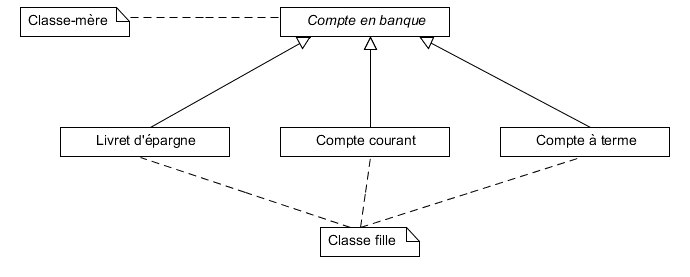 Classe-mère
Compte en banque
Livret d'épargne
Compte courant
Compte à terme
Classe fille